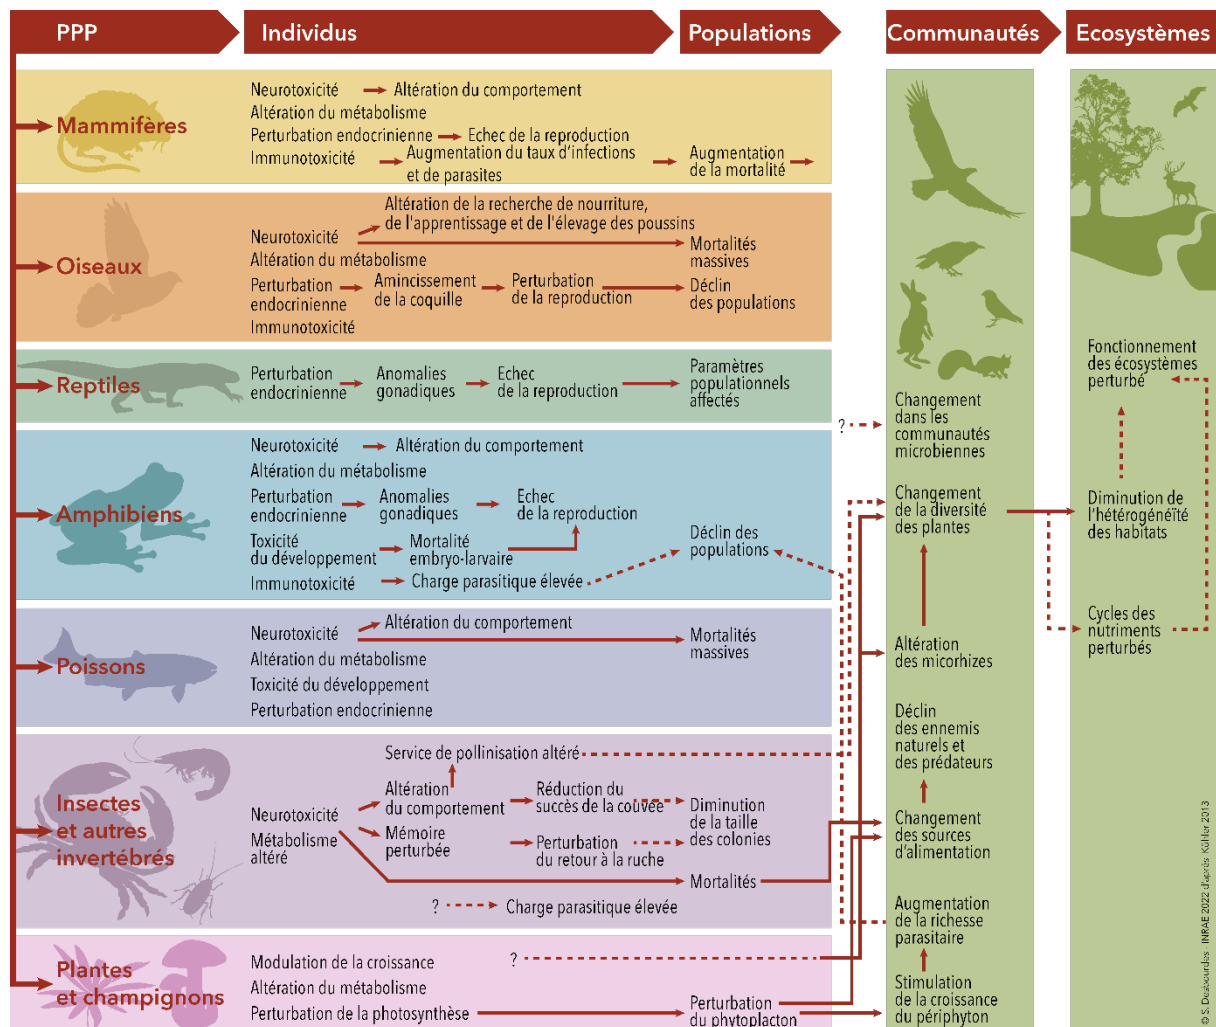 PPP
Individus
Populations
Communautés
Ecosystèmes
Mammifères
Neurotoxicité
Altération du comportement
Altération du métabolisme
Perturbation endocrinienne
Echec de la reproduction
Immunotoxicité
Augmentation du taux d'infections
et de parasites
Augmentation
de la mortalité
Oiseaux
Altération de la recherche de nourriture,
de l'apprentissage et de l'élevage des poussins
Neurotoxicité
Mortalités
massives
Altération du métabolisme
Perturbation
endocrinienne
Amincissement
de la coquille
Perturbation
de la reproduction
Déclin
des populations
Immunotoxicité
Reptiles
Perturbation
endocrinienne
Anomalies
gonadiques
Echec
de la reproduction
Paramètres
populationnels
affectés
Amphibiens
Neurotoxicité
Altération du comportement
Altération du métabolisme
Perturbation
endocrinienne
Anomalies
gonadiques
Echec
de la reproduction
Toxicité
du développement
Mortalité
embryo-larvaire
Déclin des
populations
Immunotoxicité
Charge parasitique élevée
Poissons
Neurotoxicité
Altération du comportement
Mortalités
massives
Altération du métabolisme
Toxicité du développement
Perturbation endocrinienne
Insectes
et autres
invertébrés
Service de pollinisation altéré
Neurotoxicité
Métabolisme
altéré
Altération
du comportement
Réduction du
succès de la couvée
Mémoire
perturbée
Perturbation
du retour à la ruche
Diminution
de la taille
des colonies
Mortalités
?
Charge parasitique élevée
Plantes
et champignons
Modulation de la croissance
?
Altération du métabolisme
Perturbation de la photosynthèse
Perturbation
du phytoplacton
?
Changement
dans les
communautés
microbiennes
Changement
de la diversité
des plantes
Altération
des micorhizes
Déclin
des ennemis
naturels et
des prédateurs
Changement
des sources
d'alimentation
Augmentation
de la richesse
parasitaire
Stimulation
de la croissance
du périphyton
Fonctionnement
des écosystèmes
perturbé
Diminution de
l'hétérogénéïté
des habitats
Cycles des
nutriments
perturbés
© S. Desbourdes - INRAE 2022 d'après Köhler 2013